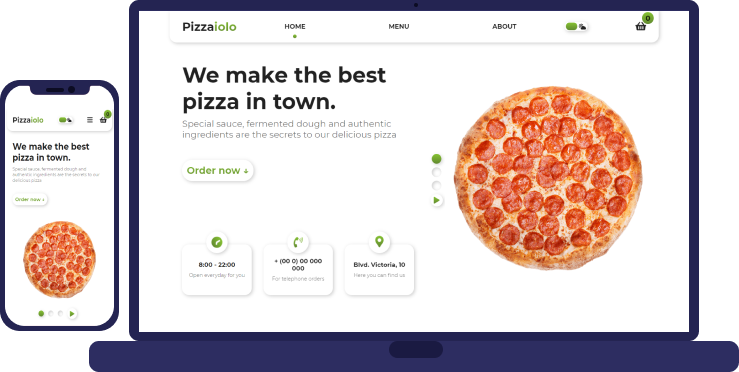 Pizzaiolo
HOME
MENU
ABOUT
0
We make the best
pizza in town.
Special sauce, fermented dough and authentic
ingredients are the secrets to our delicious pizza
Order now ↓
8:00 - 22:00
Open everyday for you
+ (00 0) 00 000
000
For telephone orders
Blvd. Victoria, 10
Here you can find us
Pizzaiolo
0
We make the best
pizza in town.
Special sauce, fermented dough and
authentic ingredients are the secrets to our
delicious pizza
Order now ↓